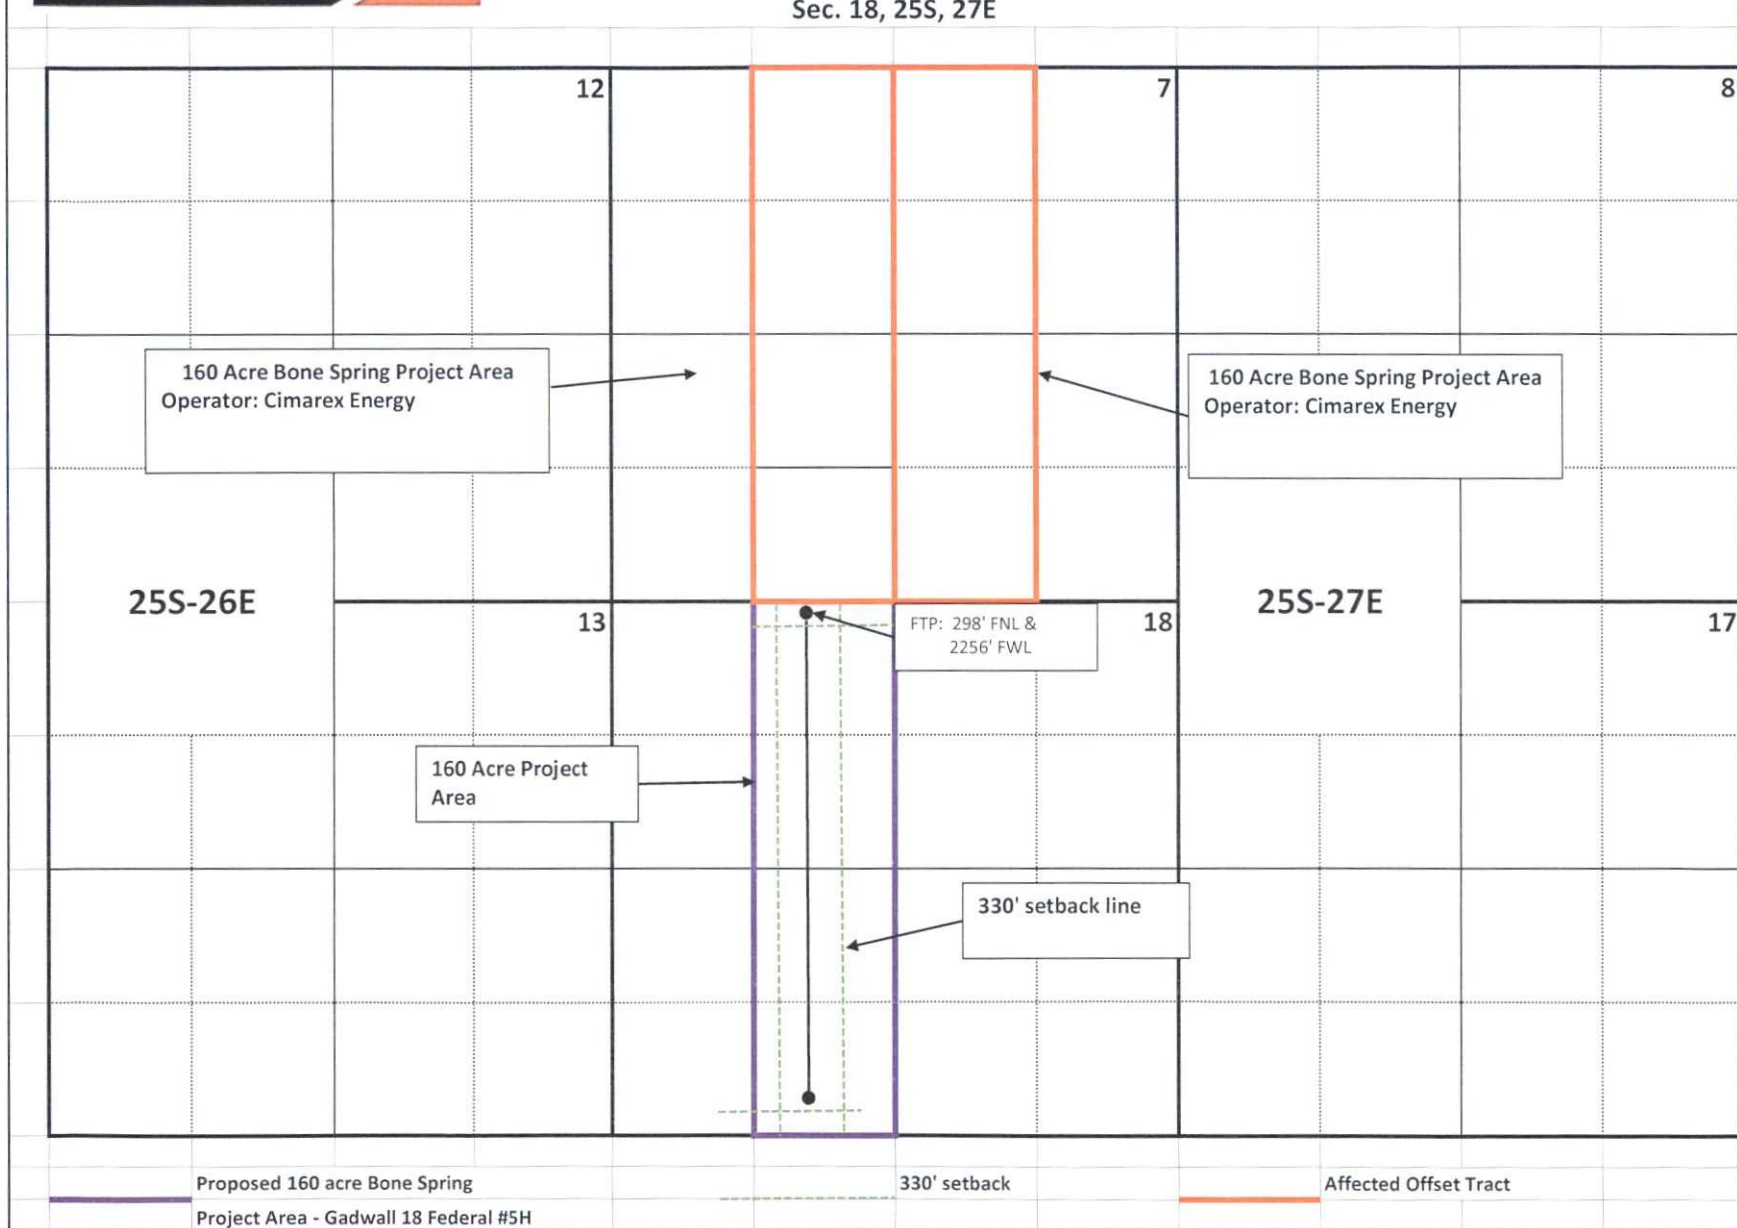 Sec. 18, 25S, 27E
12
7
8
160 Acre Bone Spring Project Area
Operator: Cimarex Energy
160 Acre Bone Spring Project Area
Operator: Cimarex Energy
25S-26E
25S-27E
13
18
17
FTP: 298' FNL &
2256' FWL
160 Acre Project
Area
330' setback line
Proposed 160 acre Bone Spring
Project Area - Gadwall 18 Federal #5H
330' setback
Affected Offset Tract